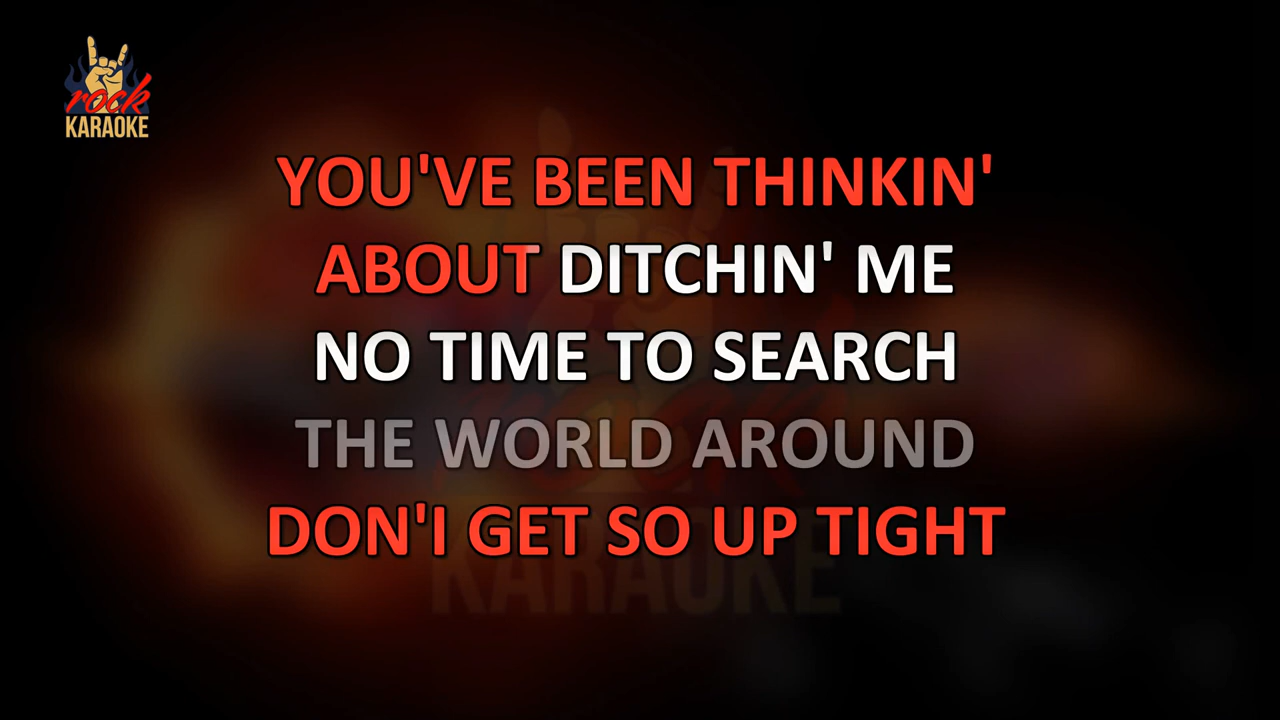 rock
KARAOKE
YOU'VE BEEN THINKIN'
ABOUT DITCHIN' ME
NO TIME TO SEARCH
THE WORLD AROUND
DON'I GET SO UP TIGHT
KARAOKE